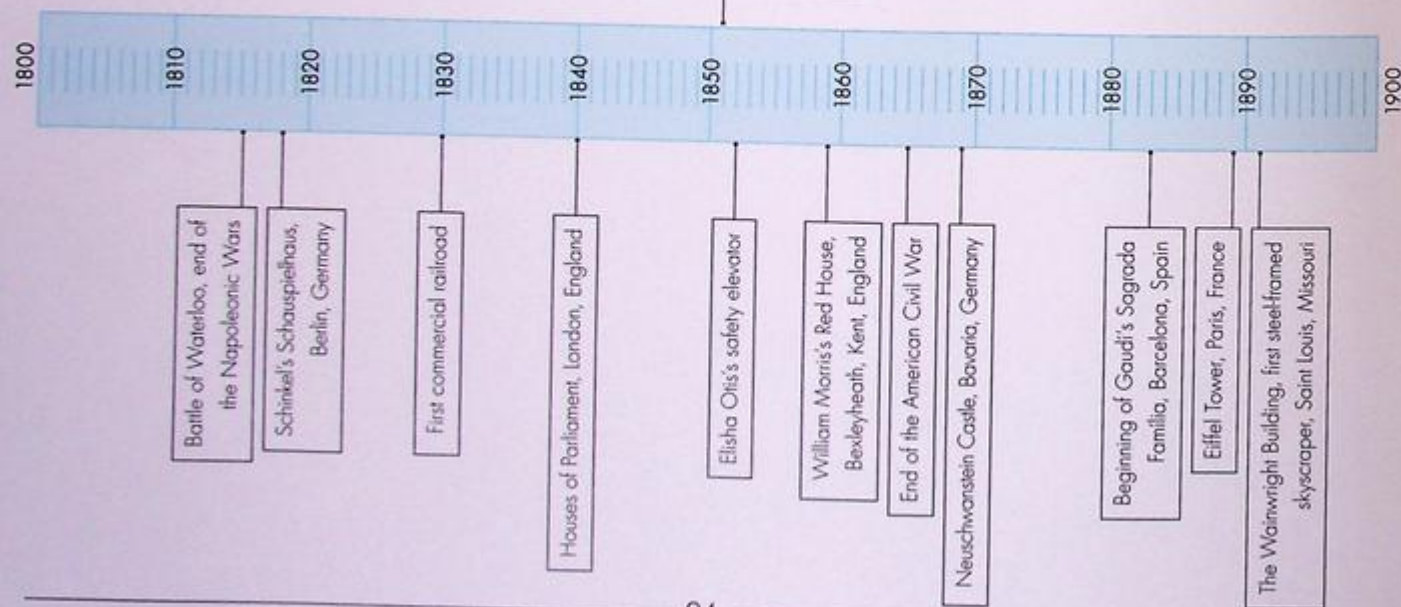 1800
1810
1820
1830
1840
1850
1860
1870
1880
1890
1900
Battle of Waterloo, end of
the Napoleonic Wars
Schinkel's Schauspielhaus,
Berlin, Germany
First commercial railroad
Houses of Parliament, London, England
Elisha Otis's safety elevator
William Morris's Red House,
Bexleyheath, Kent, England
End of the American Civil War
Neuschwanstein Castle, Bavaria, Germany
Beginning of Gaudí's Sagrada
Família, Barcelona, Spain
Eiffel Tower, Paris, France
The Wainwright Building, first steel-framed
skyscraper, Saint Louis, Missouri